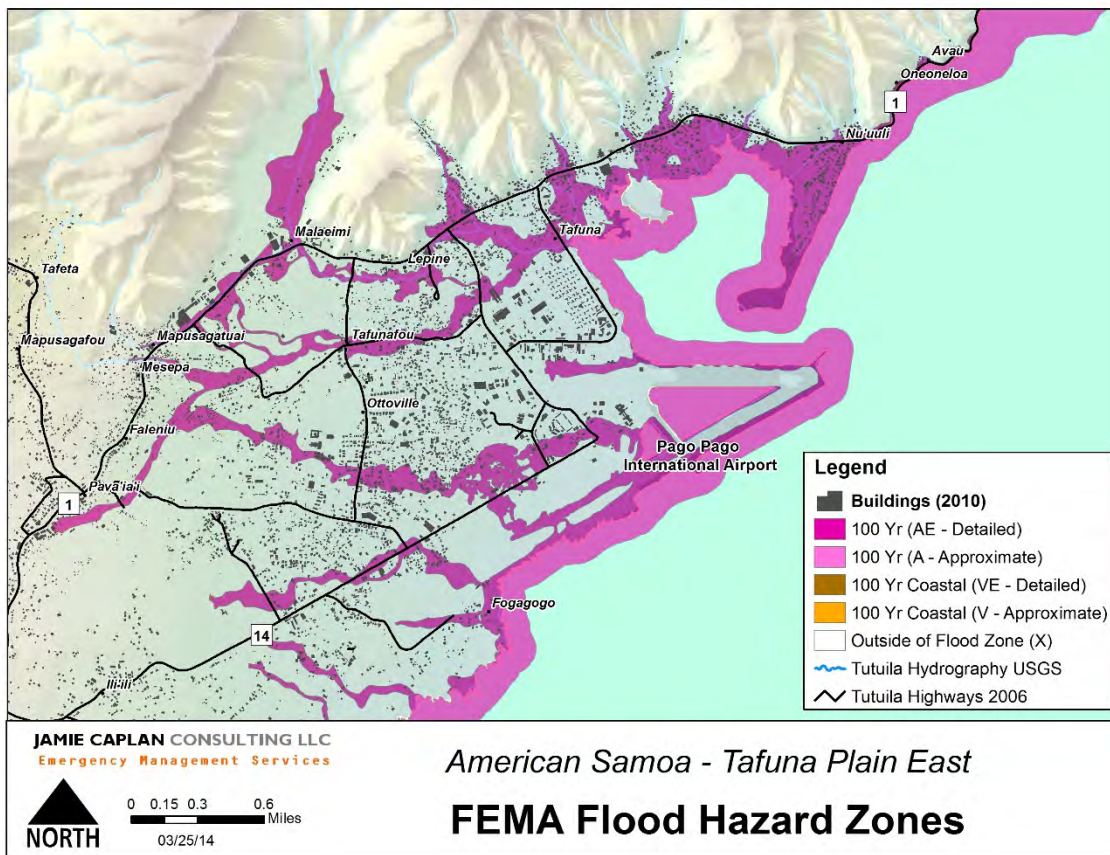 Avau
Oneoneloa
1
Nu'uuli
Malaeimi
Tafuna
Lepine
Tafeta
Mapusagatuai
Tafunafou
Mapusagafou
Mesepa
Ottoville
Faleniu
Pago Pago
International Airport
Pava'ia'i
1
Fogagogo
14
Ili-ili
Legend
Buildings (2010)
100 Yr (AE - Detailed)
100 Yr (A - Approximate)
100 Yr Coastal (VE - Detailed)
100 Yr Coastal (V - Approximate)
Outside of Flood Zone (X)
Tutuila Hydrography USGS
Tutuila Highways 2006
JAMIE CAPLAN CONSULTING LLC
Emergency Management Services
NORTH
0 0.15 0.3 0.6
Miles
03/25/14
American Samoa - Tafuna Plain East
FEMA Flood Hazard Zones